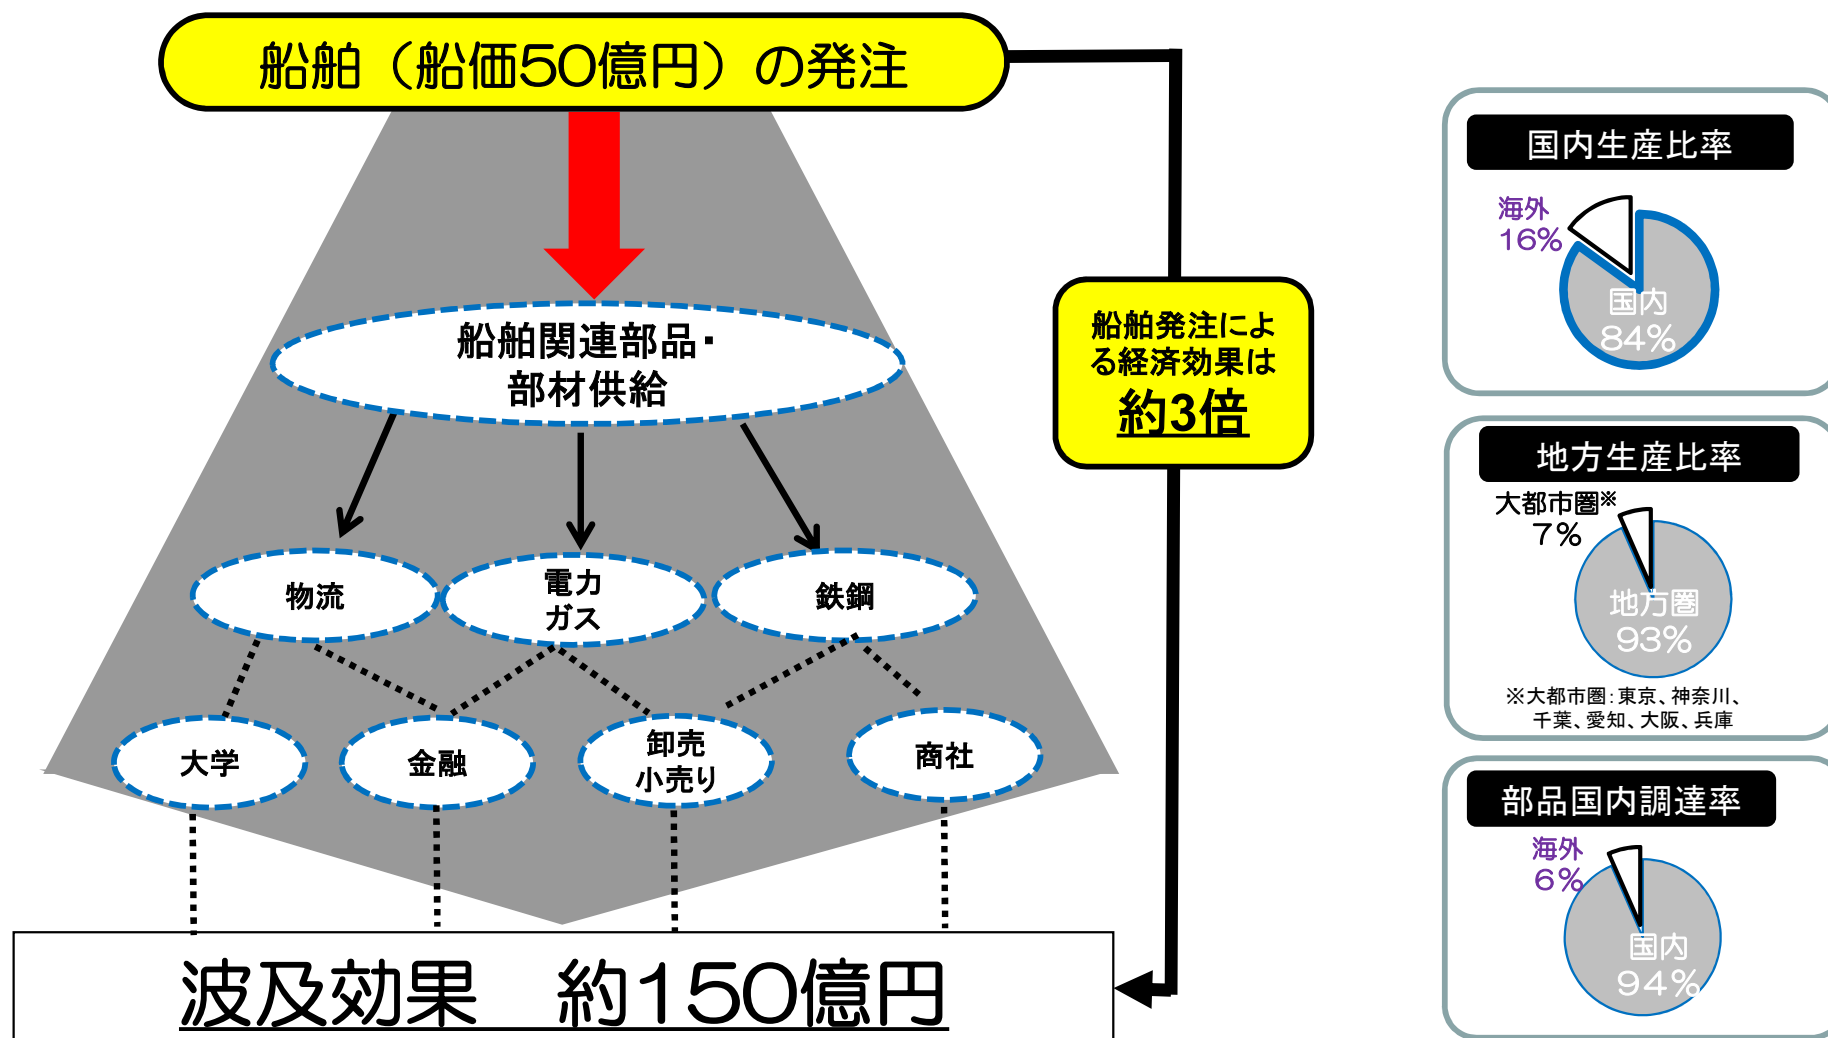 船舶（船価50億円）の発注
船舶関連部品・
部材供給
物流
電力
ガス
鉄鋼
大学
金融
卸売
小売り
商社
波及効果　約150億円
船舶発注によ
る経済効果は
約3倍
国内生産比率
海外
16%
国内
84%
地方生産比率
大都市圏※
7%
地方圏
93%
※大都市圏：東京、神奈川、
千葉、愛知、大阪、兵庫
部品国内調達率
海外
6%
国内
94%